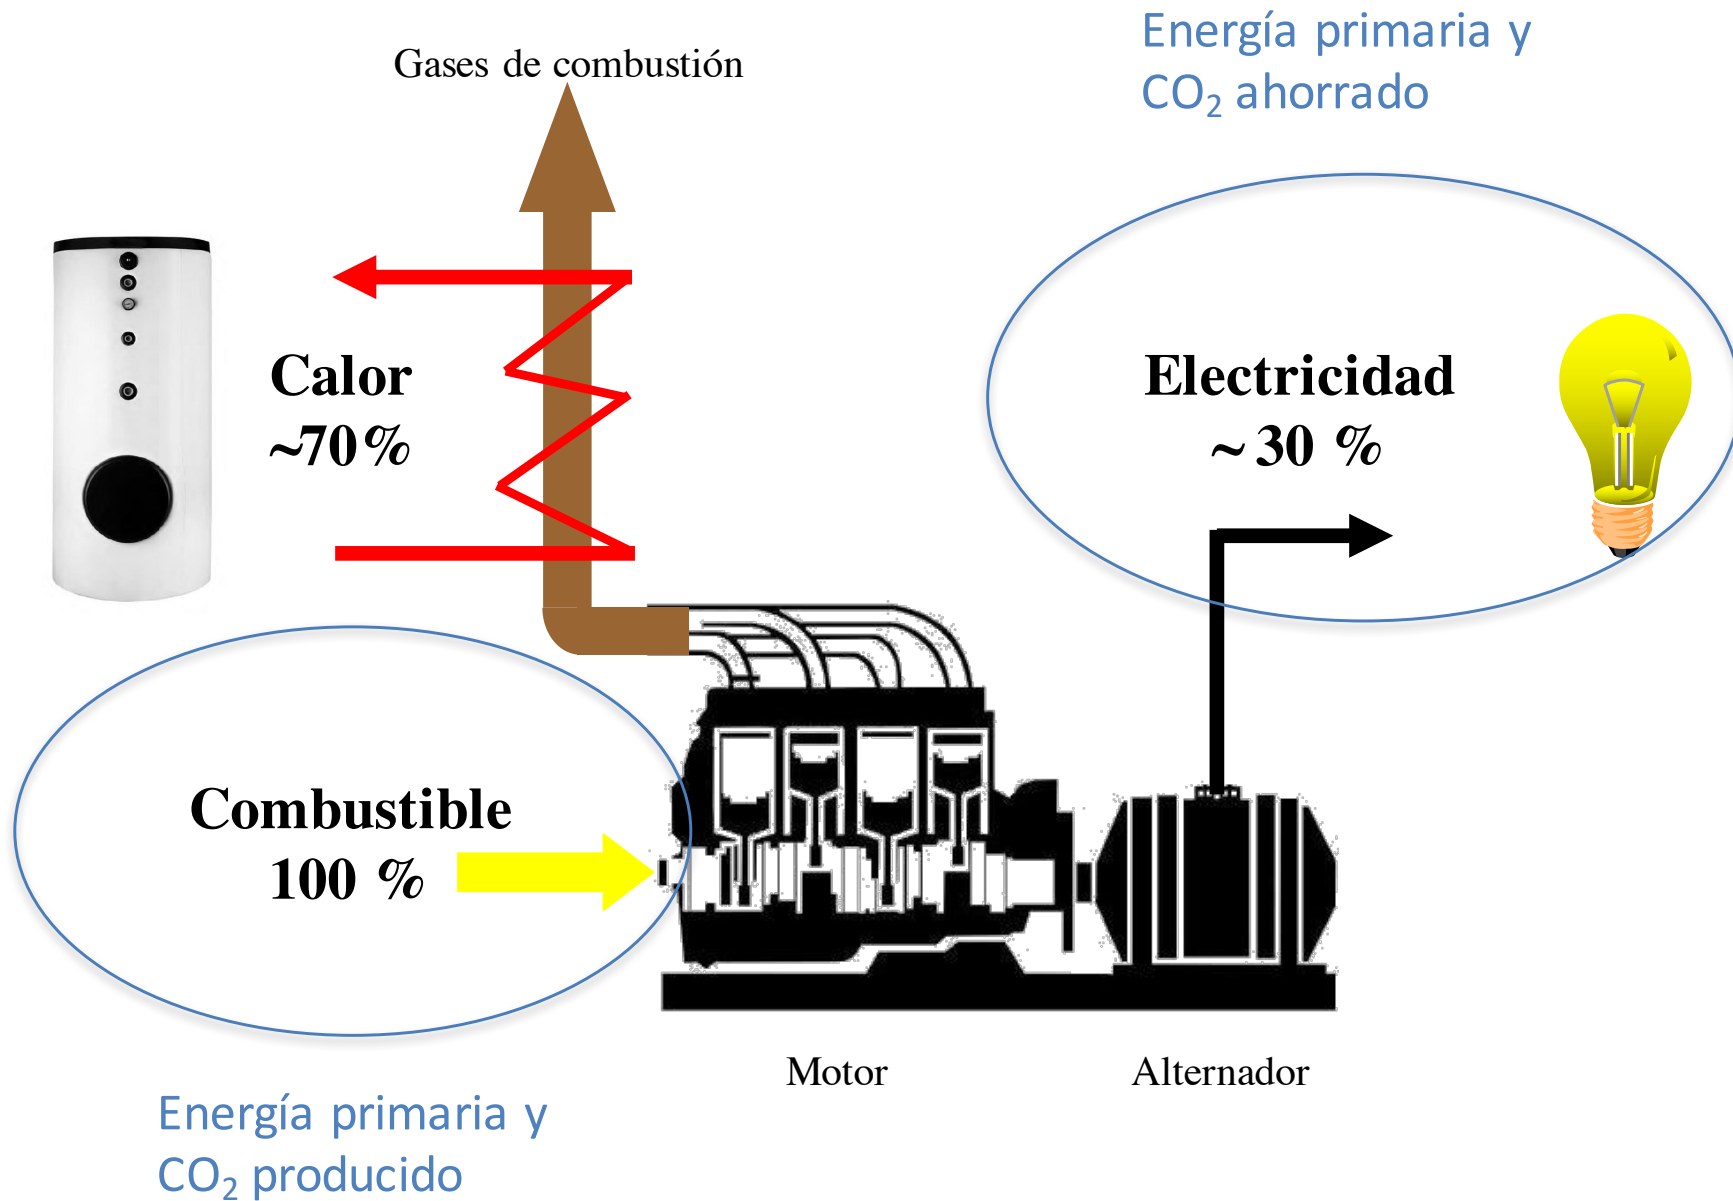 Energía primaria y
CO₂ ahorrado
Gases de combustión
Calor
~70%
Electricidad
~ 30 %
Combustible
100 %
Motor
Alternador
Energía primaria y
CO₂ producido